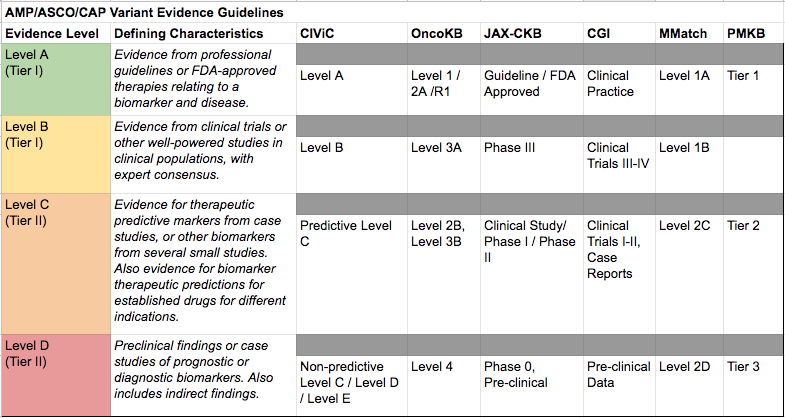 AMP/ASCO/CAP Variant Evidence Guidelines
Evidence Level Defining Characteristics CIViC OncoKB JAX-CKB CGI MMatch PMKB
Level A
(Tier I)
Evidence from professional
guidelines or FDA-approved
therapies relating to a
biomarker and disease.
Level A
Level 1 /
2A /R1
Guideline / FDA
Approved
Clinical
Practice
Level 1A
Tier 1
Level B
(Tier I)
Evidence from clinical trials or
other well-powered studies in
clinical populations, with
expert consensus.
Level B
Level 3A
Phase III
Clinical
Trials III-IV
Level 1B
Level C
(Tier II)
Evidence for therapeutic
predictive markers from case
studies, or other biomarkers
from several small studies.
Also evidence for biomarker
therapeutic predictions for
established drugs for different
indications.
Predictive Level
C
Level 2B,
Level 3B
Clinical Study/
Phase I / Phase
II
Clinical
Trials I-II,
Case
Reports
Level 2C
Tier 2
Level D
(Tier II)
Preclinical findings or case
studies of prognostic or
diagnostic biomarkers. Also
includes indirect findings.
Non-predictive
Level C / Level D
/ Level E
Level 4
Phase 0,
Pre-clinical
Pre-clinical
Data
Level 2D
Tier 3